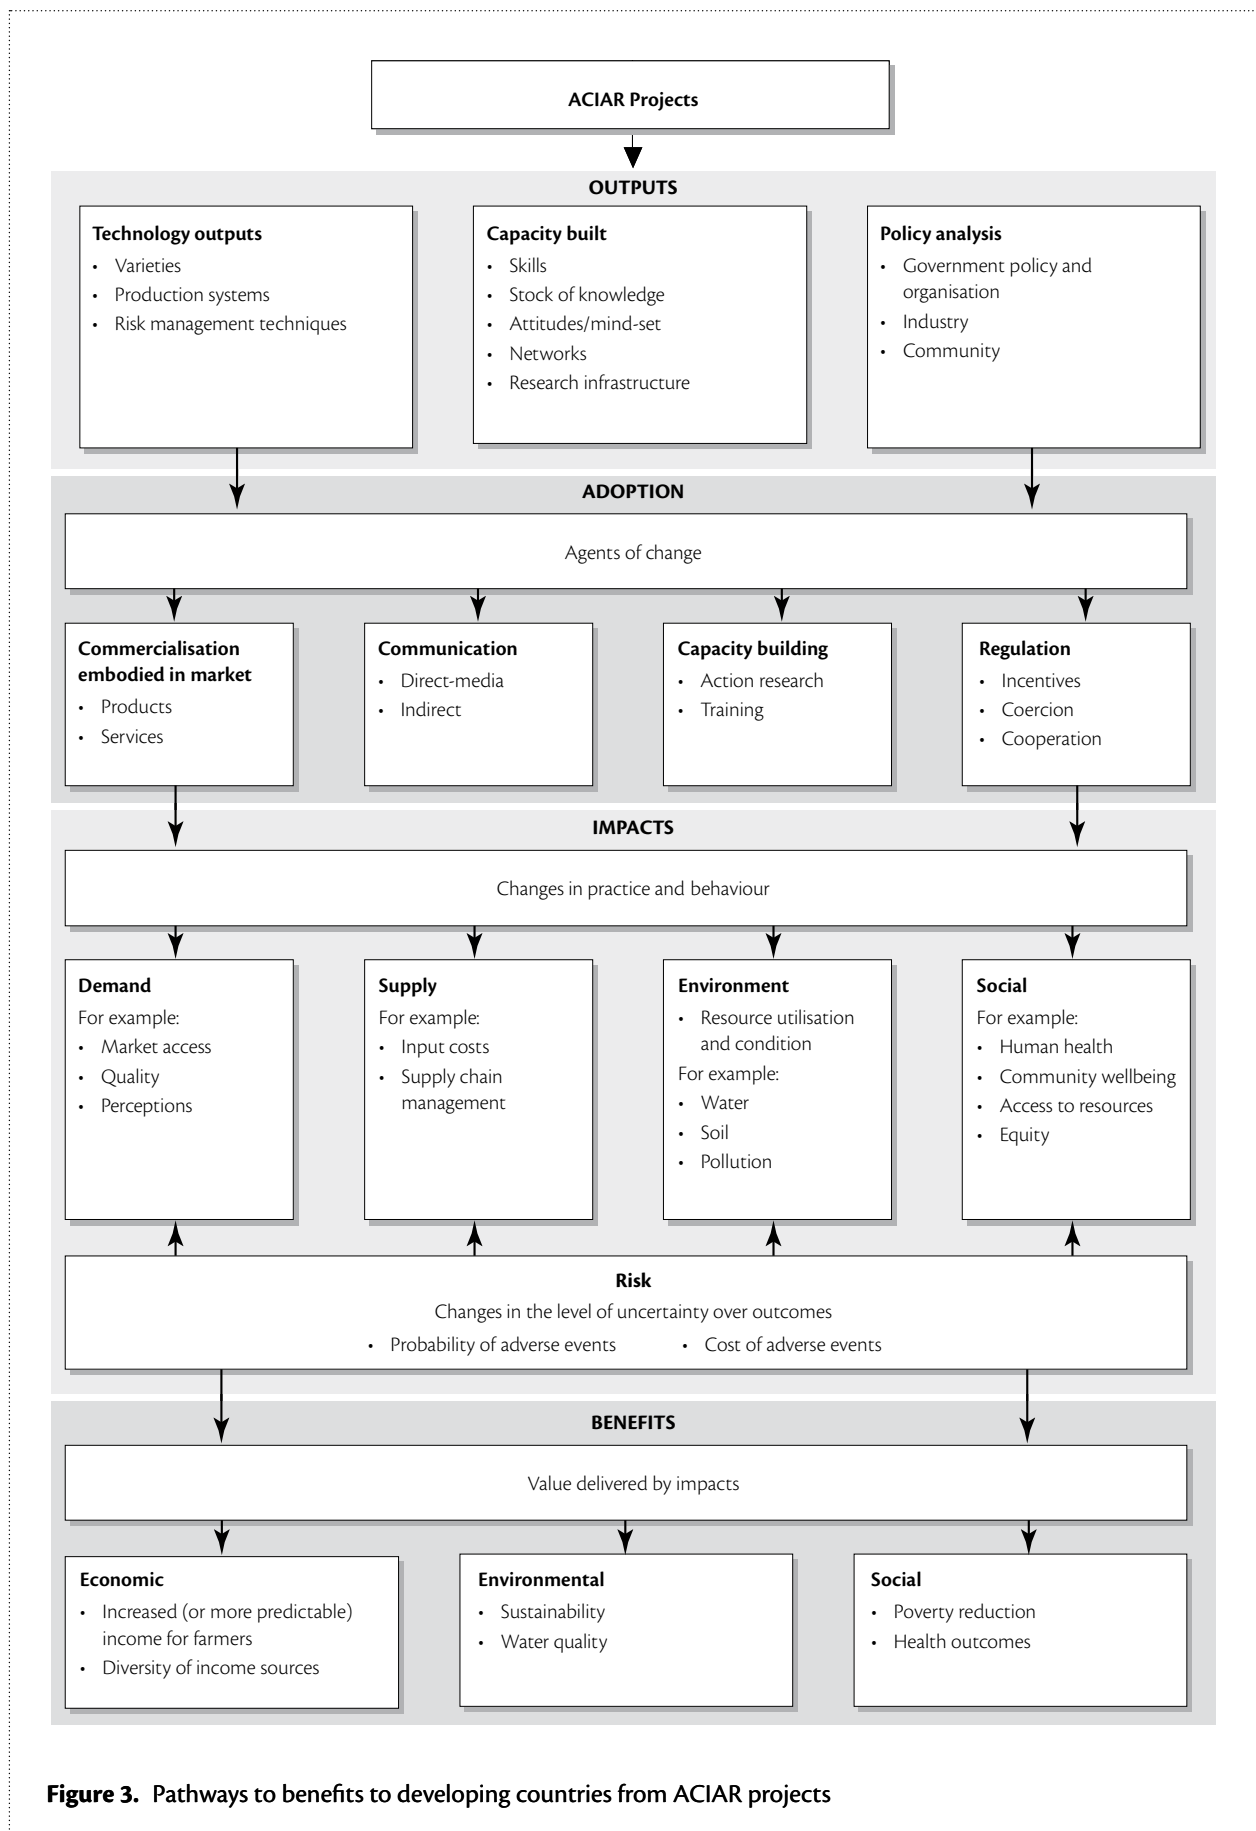 ACIAR Projects
OUTPUTS
Technology outputs
• Varieties
• Production systems
• Risk management techniques
Capacity built
• Skills
• Stock of knowledge
• Attitudes/mind-set
• Networks
• Research infrastructure
Policy analysis
• Government policy and
organisation
• Industry
• Community
ADOPTION
Agents of change
Commercialisation
embodied in market
• Products
• Services
Communication
• Direct-media
• Indirect
Capacity building
• Action research
• Training
Regulation
• Incentives
• Coercion
• Cooperation
IMPACTS
Changes in practice and behaviour
Demand
For example:
• Market access
• Quality
• Perceptions
Supply
For example:
• Input costs
• Supply chain
management
Environment
• Resource utilisation
and condition
For example:
• Water
• Soil
• Pollution
Social
For example:
• Human health
• Community wellbeing
• Access to resources
• Equity
Risk
Changes in the level of uncertainty over outcomes
• Probability of adverse events • Cost of adverse events
BENEFITS
Value delivered by impacts
Economic
• Increased (or more predictable)
income for farmers
• Diversity of income sources
Environmental
• Sustainability
• Water quality
Social
• Poverty reduction
• Health outcomes
Figure 3. Pathways to benefits to developing countries from ACIAR projects